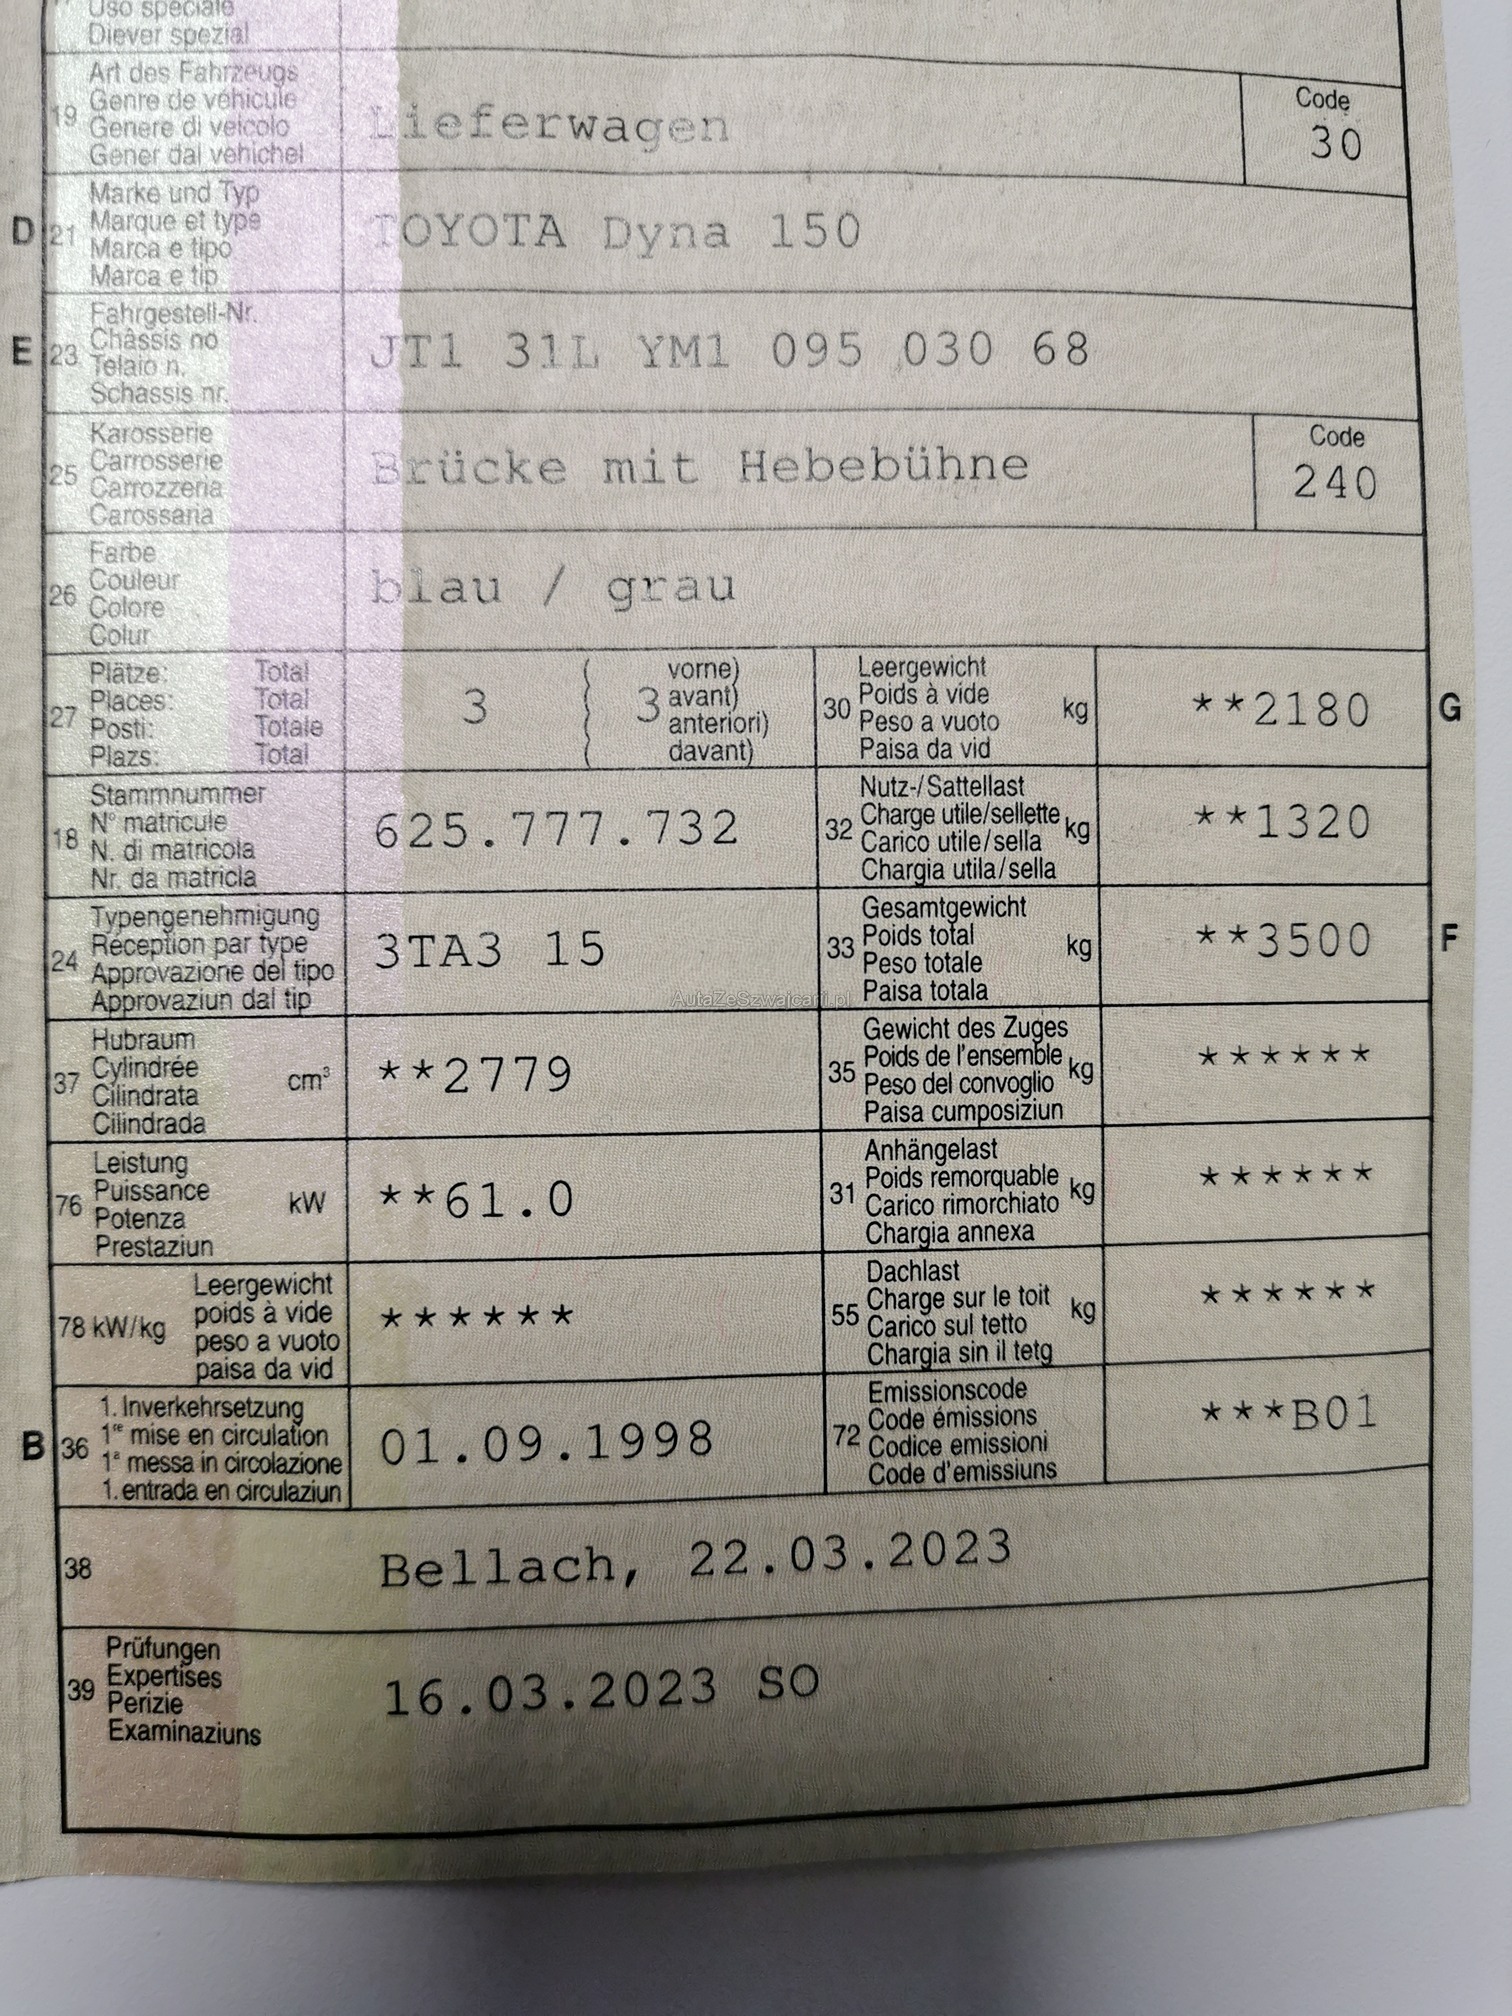 Uso speciale
Diever spezial
19 Art des Fahrzeugs
Genre de véhicule
Genere di veicolo
Gener dal vehichel
Lieferwagen
Code
30
D 21 Marke und Typ
Marque et type
Marca e tipo
Marca e tip
TOYOTA Dyna 150
E 23 Fahrgestell-Nr.
Châssis no
Telaio n.
Schassis nr.
JT1 31L YM1 095 030 68
25 Karosserie
Carrosserie
Carrozzeria
Carossaria
Brücke mit Hebebühne
Code
240
26 Farbe
Couleur
Colore
Colur
blau / grau
27 Plätze: Total
Places: Total
Posti: Totale
Plazs: Total
3 3 vorne)
avant)
anteriori)
davant)
30 Leergewicht
Poids à vide
Peso a vuoto
Paisa da vid
kg
**2180 G
18 Stammnummer
N° matricule
N. di matricola
Nr. da matricla
625.777.732
32 Nutz-/Sattellast
Charge utile/sellette
Carico utile/sella
Chargia utila/sella
kg
**1320
24 Typengenehmigung
Réception par type
Approvazione del tipo
Approvaziun dal tip
3TA3 15
33 Gesamtgewicht
Poids total
Peso totale
Paisa totala
kg
**3500 F
AutaZeSzwajcarii.pl
37 Hubraum
Cylindrée
Cilindrata
Cilindrada
cm³
**2779
35 Gewicht des Zuges
Poids de l'ensemble
Peso del convoglio
Paisa cumposiziun
kg
******
76 Leistung
Puissance
Potenza
Prestaziun
kW
**61.0
31 Anhängelast
Poids remorquable
Carico rimorchiato
Chargia annexa
kg
******
78 kW/kg Leergewicht
poids à vide
peso a vuoto
paisa da vid
******
55 Dachlast
Charge sur le toit
Carico sul tetto
Chargia sin il tetg
kg
******
B 36 1. Inverkehrsetzung
1re mise en circulation
1a messa in circolazione
1. entrada en circulaziun
01.09.1998
72 Emissionscode
Code émissions
Codice emissioni
Code d'emissiuns
***B01
38 Bellach, 22.03.2023
39 Prüfungen
Expertises
Perizie
Examinaziuns
16.03.2023 SO